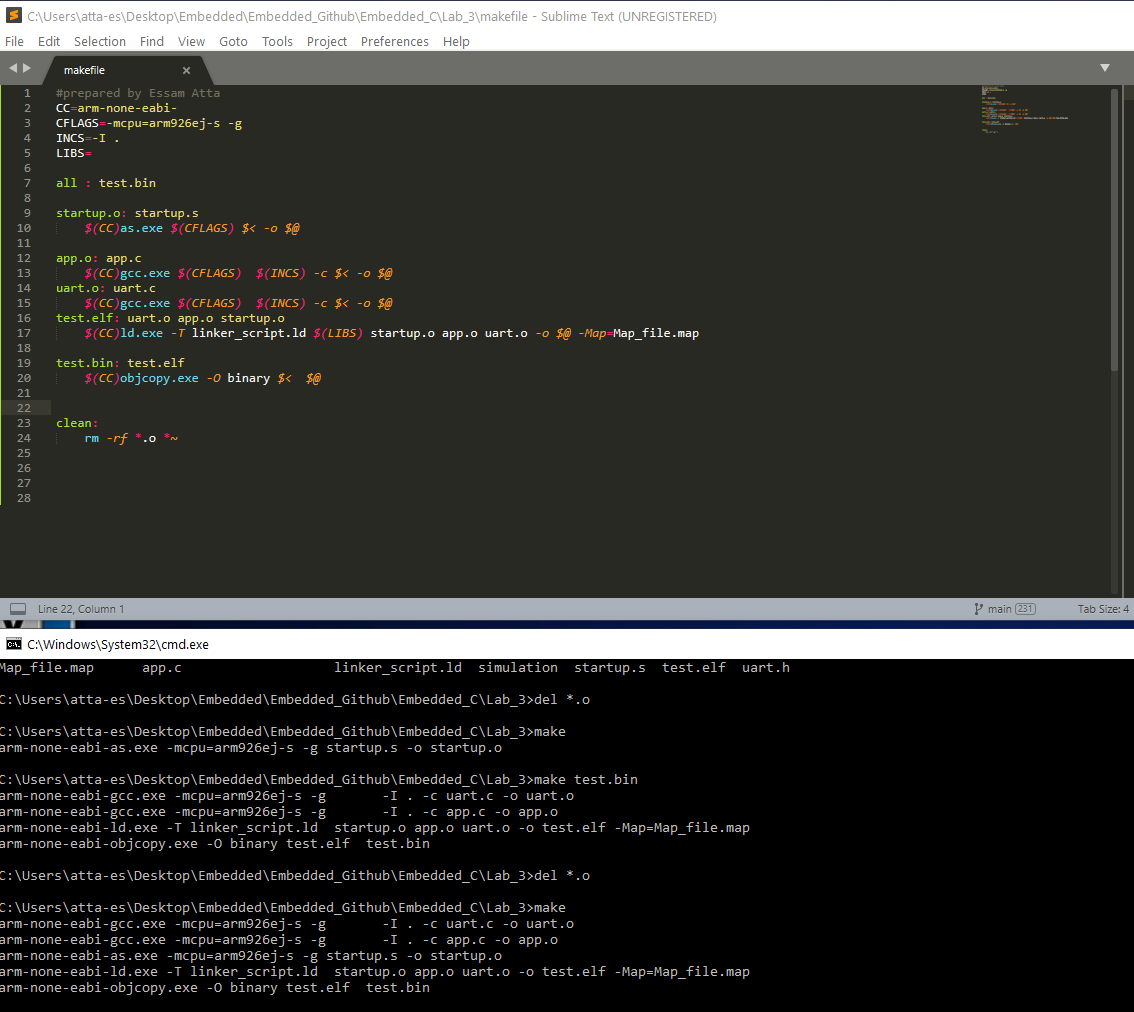 C:\Users\atta-es\Desktop\Embedded\Embedded_Github\Embedded_C\Lab_3\makefile - Sublime Text (UNREGISTERED)
File Edit Selection Find View Goto Tools Project Preferences Help
makefile
1 #prepared by Essam Atta
2 CC=arm-none-eabi-
3 CFLAGS=-mcpu=arm926ej-s -g
4 INCS=-I .
5 LIBS=
6
7 all : test.bin
8
9 startup.o: startup.s
10 $(CC)as.exe $(CFLAGS) $< -o $@
11
12 app.o: app.c
13 $(CC)gcc.exe $(CFLAGS)  $(INCS) -c $< -o $@
14 uart.o: uart.c
15 $(CC)gcc.exe $(CFLAGS)  $(INCS) -c $< -o $@
16 test.elf: uart.o app.o startup.o
17 $(CC)ld.exe -T linker_script.ld $(LIBS) startup.o app.o uart.o -o $@ -Map=Map_file.map
18
19 test.bin: test.elf
20 $(CC)objcopy.exe -O binary $<  $@
21
22
23 clean:
24 rm -rf *.o *~
25
26
27
28
Line 22, Column 1 main 231 Tab Size: 4
C:\Windows\System32\cmd.exe
Map_file.map app.c linker_script.ld simulation startup.s test.elf uart.h
C:\Users\atta-es\Desktop\Embedded\Embedded_Github\Embedded_C\Lab_3>del *.o
C:\Users\atta-es\Desktop\Embedded\Embedded_Github\Embedded_C\Lab_3>make
arm-none-eabi-as.exe -mcpu=arm926ej-s -g startup.s -o startup.o
C:\Users\atta-es\Desktop\Embedded\Embedded_Github\Embedded_C\Lab_3>make test.bin
arm-none-eabi-gcc.exe -mcpu=arm926ej-s -g -I . -c uart.c -o uart.o
arm-none-eabi-gcc.exe -mcpu=arm926ej-s -g -I . -c app.c -o app.o
arm-none-eabi-ld.exe -T linker_script.ld  startup.o app.o uart.o -o test.elf -Map=Map_file.map
arm-none-eabi-objcopy.exe -O binary test.elf  test.bin
C:\Users\atta-es\Desktop\Embedded\Embedded_Github\Embedded_C\Lab_3>del *.o
C:\Users\atta-es\Desktop\Embedded\Embedded_Github\Embedded_C\Lab_3>make
arm-none-eabi-gcc.exe -mcpu=arm926ej-s -g -I . -c uart.c -o uart.o
arm-none-eabi-gcc.exe -mcpu=arm926ej-s -g -I . -c app.c -o app.o
arm-none-eabi-as.exe -mcpu=arm926ej-s -g startup.s -o startup.o
arm-none-eabi-ld.exe -T linker_script.ld  startup.o app.o uart.o -o test.elf -Map=Map_file.map
arm-none-eabi-objcopy.exe -O binary test.elf  test.bin